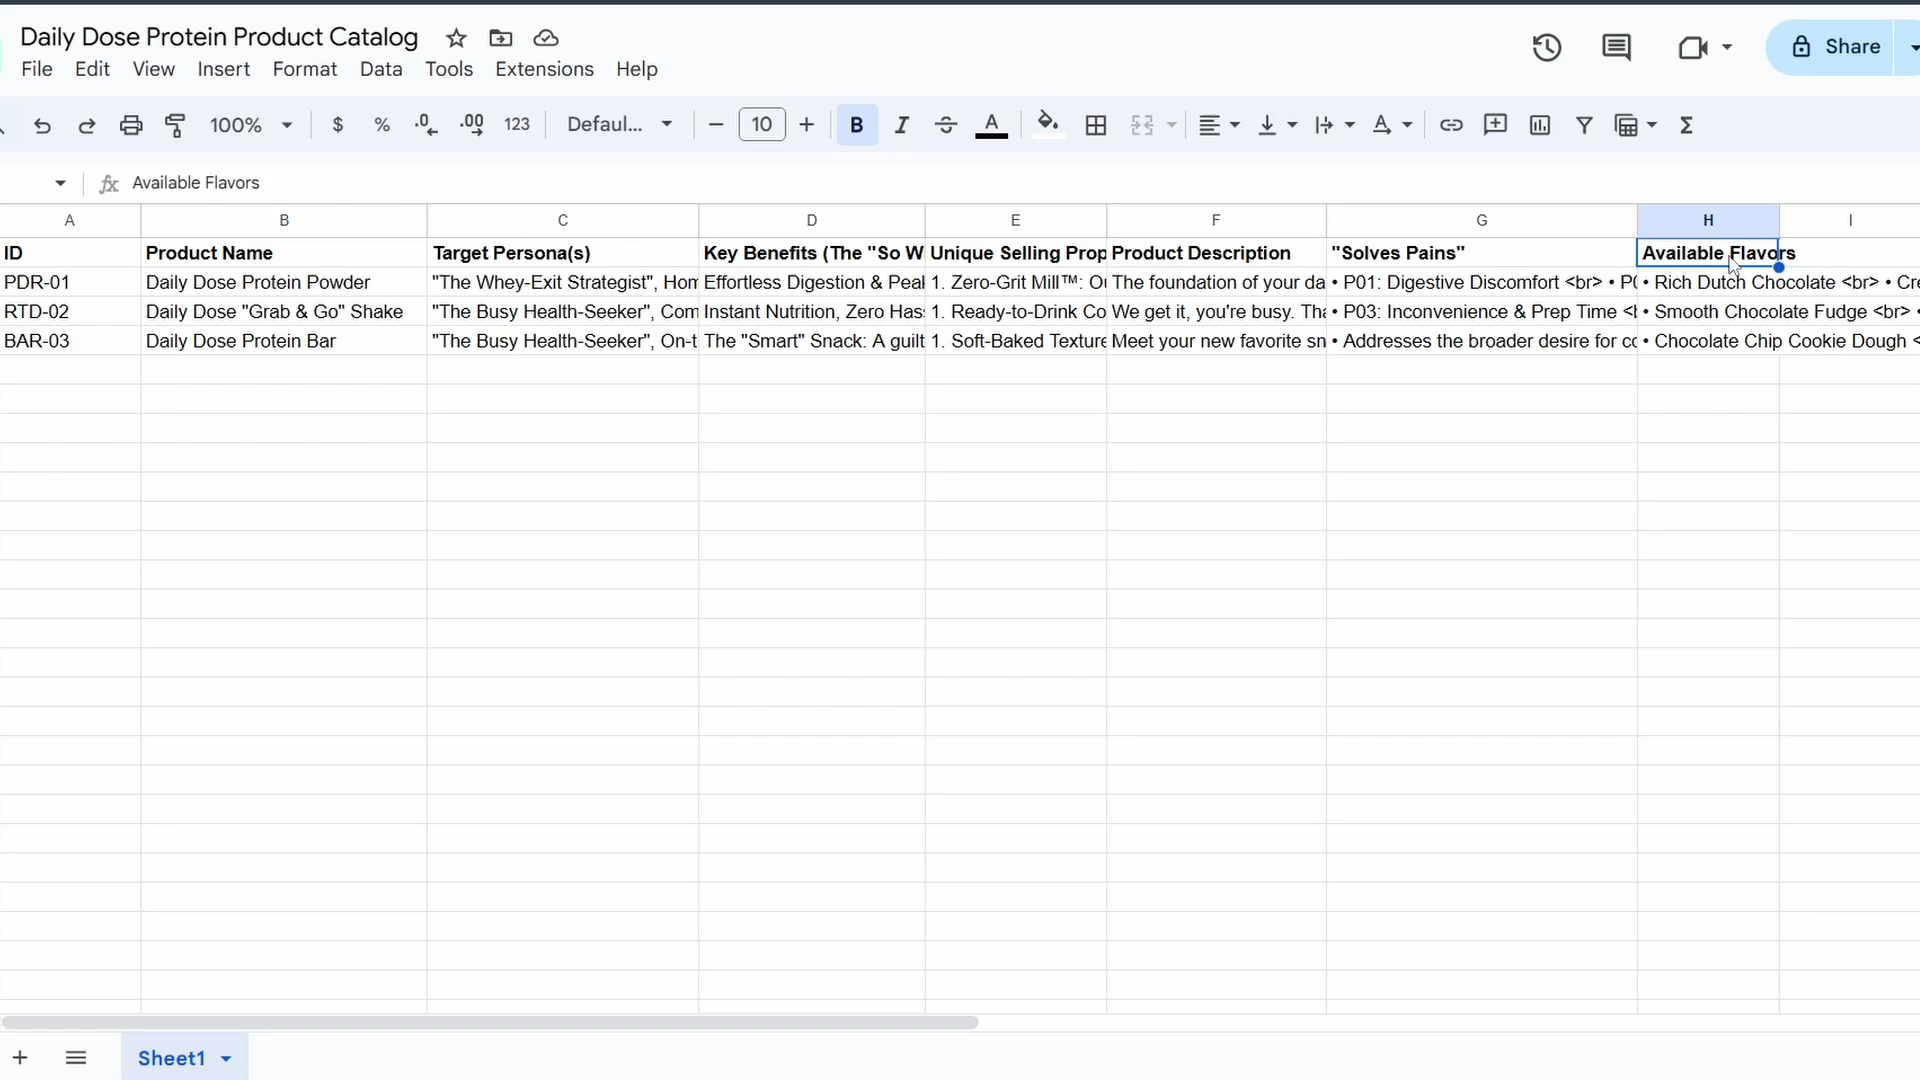 Daily Dose Protein Product Catalog
File Edit View Insert Format Data Tools Extensions Help
Share
100% $ % .0 .00 123 Defaul... − 10 + B I S A Σ
fx Available Flavors
A B C D E F G H I
ID Product Name Target Persona(s) Key Benefits (The "So W Unique Selling Prop Product Description "Solves Pains" Available Flavors
PDR-01 Daily Dose Protein Powder "The Whey-Exit Strategist", Hom Effortless Digestion & Peal 1. Zero-Grit Mill™: Ou The foundation of your da • P01: Digestive Discomfort <br> • P0 • Rich Dutch Chocolate <br> • Cre
RTD-02 Daily Dose "Grab & Go" Shake "The Busy Health-Seeker", Com Instant Nutrition, Zero Has 1. Ready-to-Drink Co We get it, you're busy. Tha • P03: Inconvenience & Prep Time <b • Smooth Chocolate Fudge <br> •
BAR-03 Daily Dose Protein Bar "The Busy Health-Seeker", On-t The "Smart" Snack: A guilt 1. Soft-Baked Texture Meet your new favorite sn • Addresses the broader desire for co • Chocolate Chip Cookie Dough <
+ Sheet1